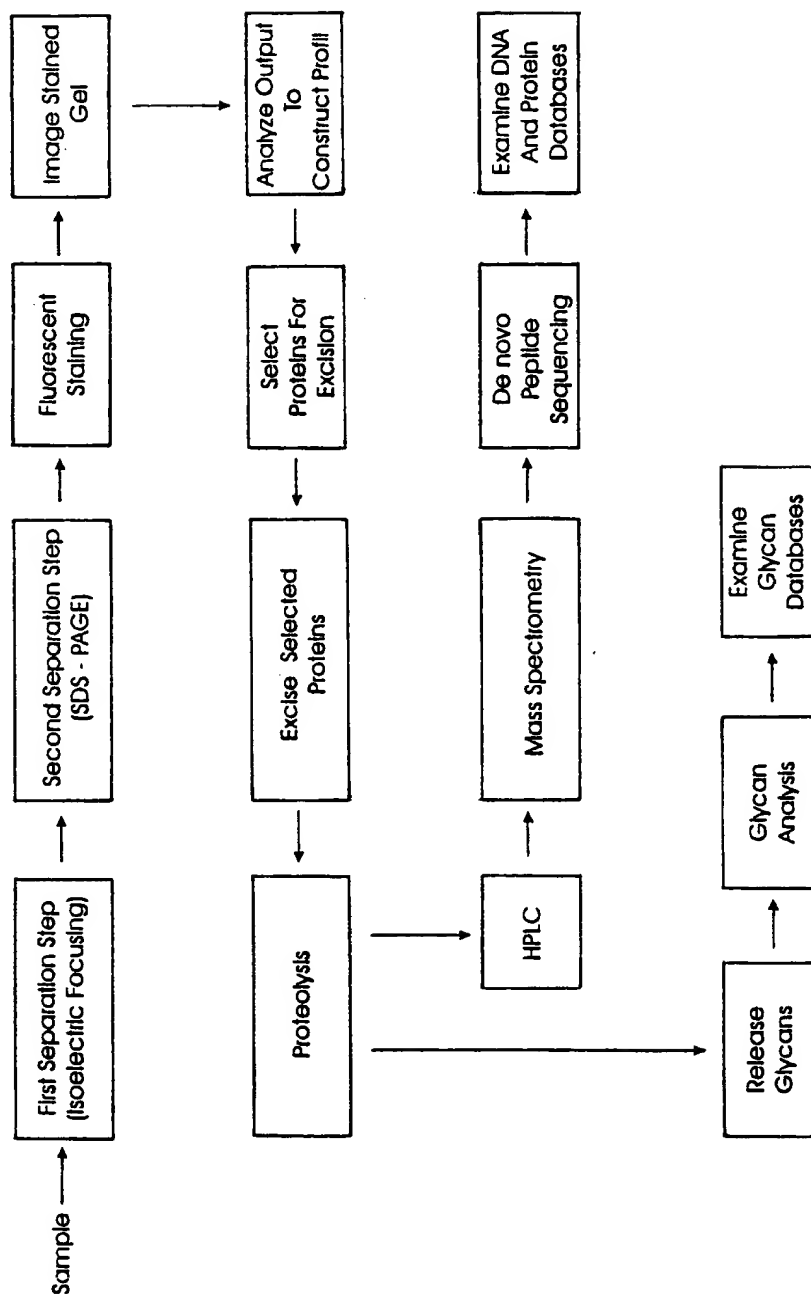 Sample
First Separation Step
(Isoelectric Focusing)
Second Separation Step
(SDS - PAGE)
Fluorescent
Staining
Image Stained
Gel
Analyze Output
To
Construct Profil
Select
Proteins For
Excision
Excise Selected
Proteins
Proteolysis
HPLC
Mass Spectrometry
De novo
Peptide
Sequencing
Examine DNA
And Protein
Databases
Release
Glycans
Glycan
Analysis
Examine
Glycan
Databases